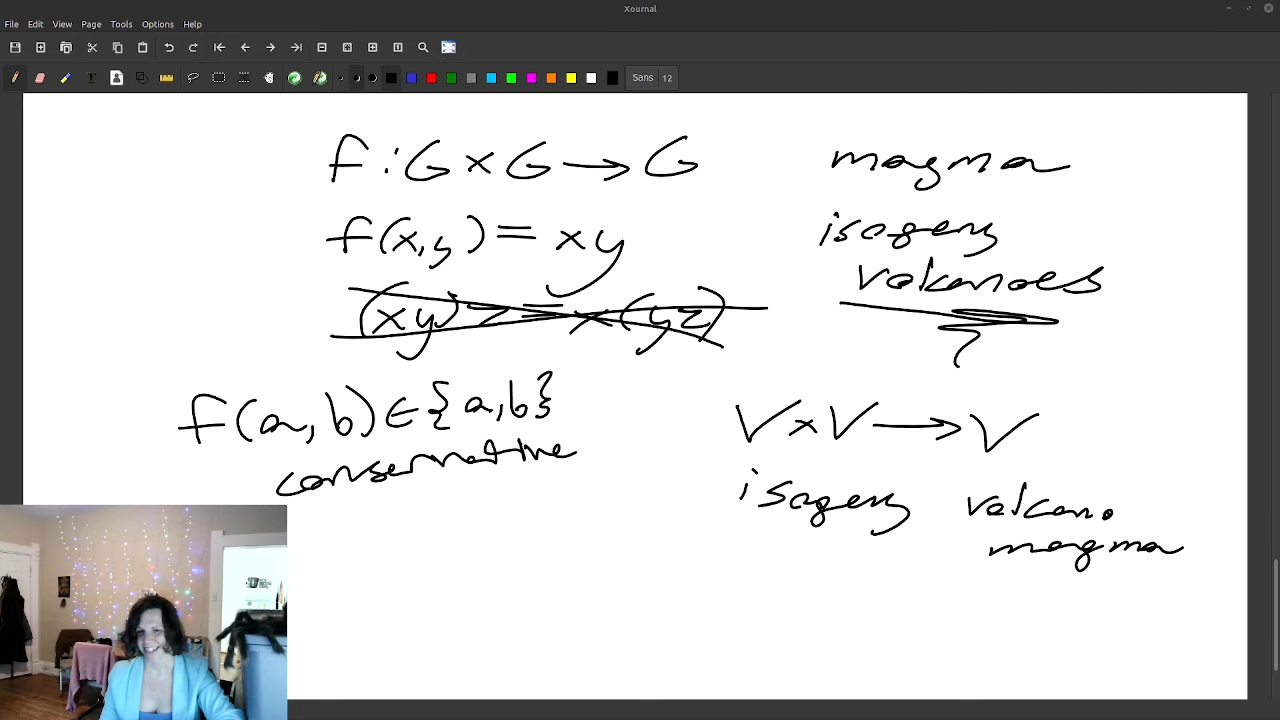 Xournal
File Edit View Page Tools Options Help
Sans 12
f : G × G → G
magma
f(x,y) = xy
isogeny
volcanoes
(xy)z = x(yz)
?
f(a,b) ∈ {a,b}
conservative
V × V → V
isogeny volcano
magma